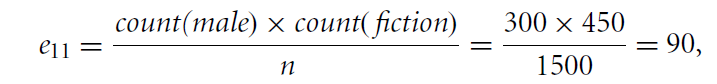 e11 = count(male) × count(fiction) / n = 300 × 450 / 1500 = 90,